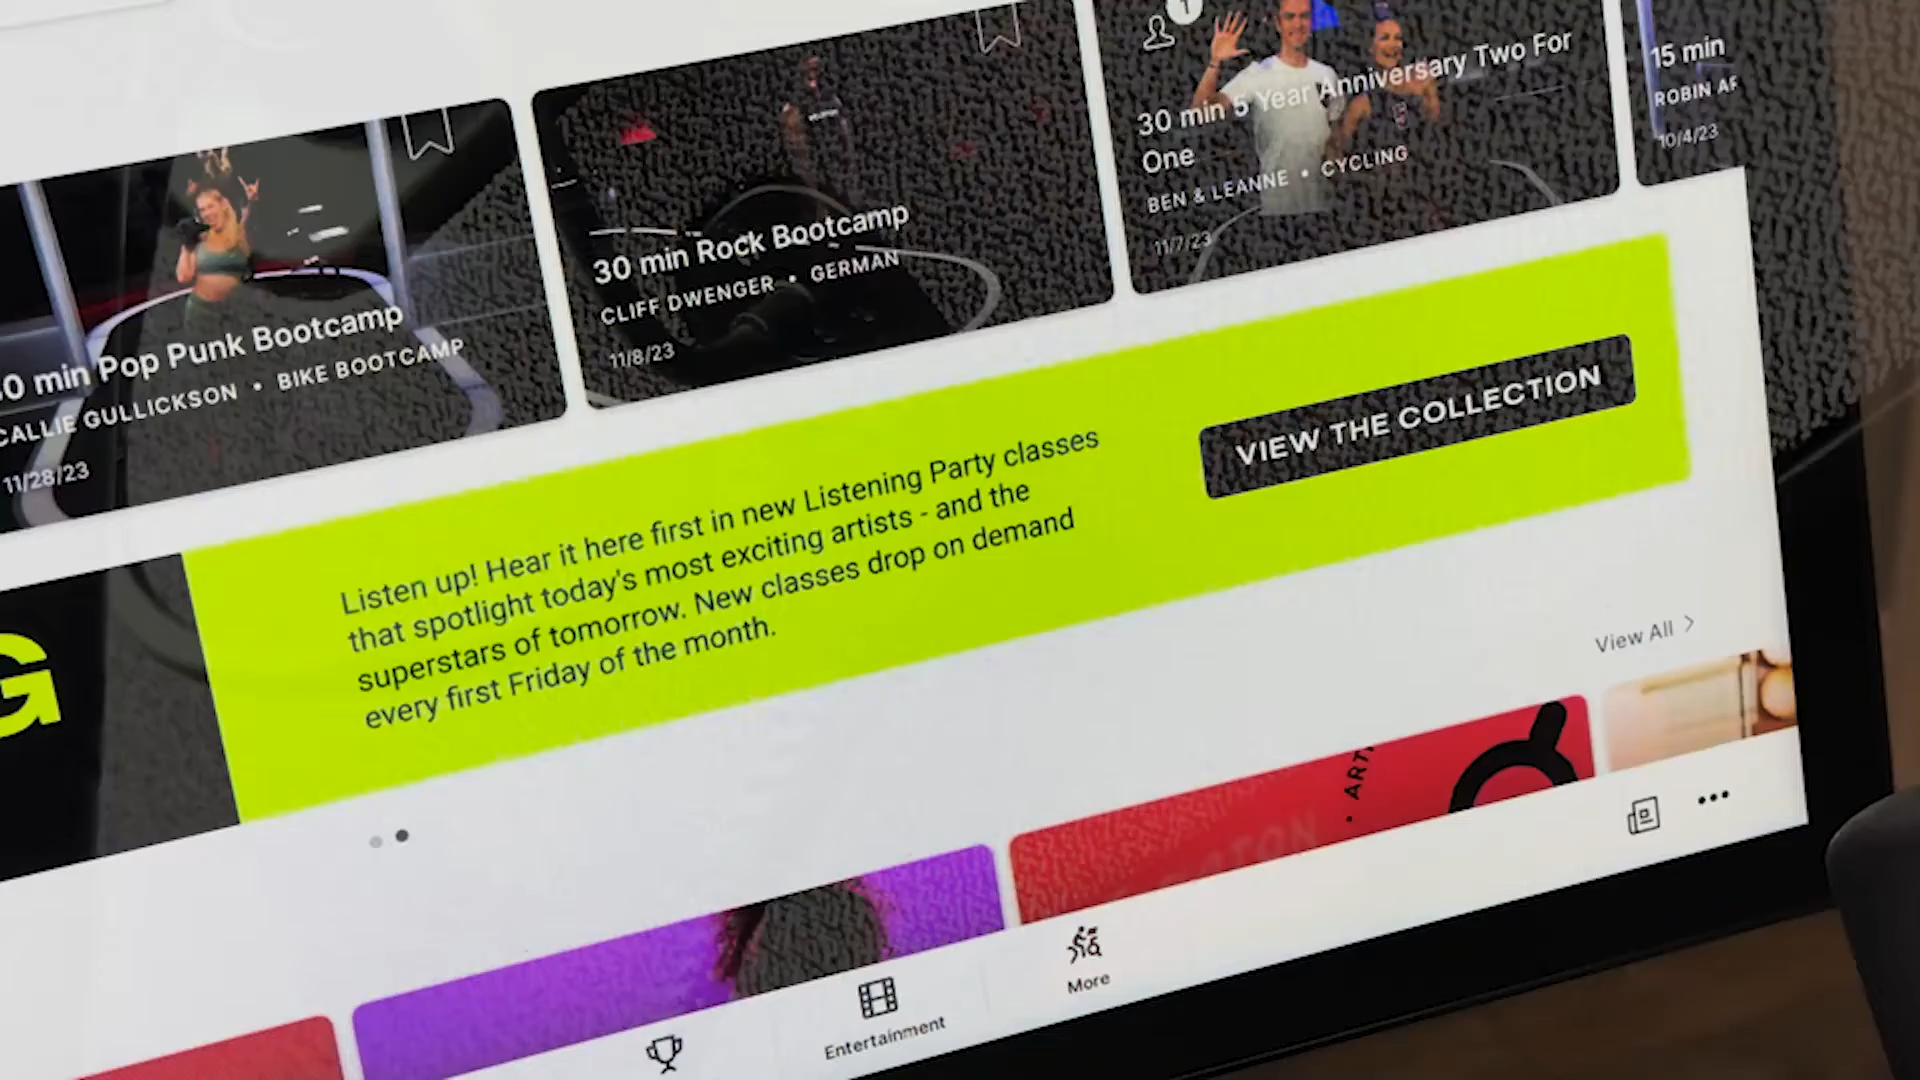 1
30 min 5 Year Anniversary Two For
One
BEN & LEANNE • CYCLING
11/7/23
15 min
ROBIN
10/4/23
30 min Rock Bootcamp
CLIFF DWENGER • GERMAN
11/8/23
min Pop Punk Bootcamp
CALLIE GULLICKSON • BIKE BOOTCAMP
11/28/23
VIEW THE COLLECTION
Listen up! Hear it here first in new Listening Party classes
that spotlight today's most exciting artists - and the
superstars of tomorrow. New classes drop on demand
every first Friday of the month.
G
View All >
• ART
More
Entertainment